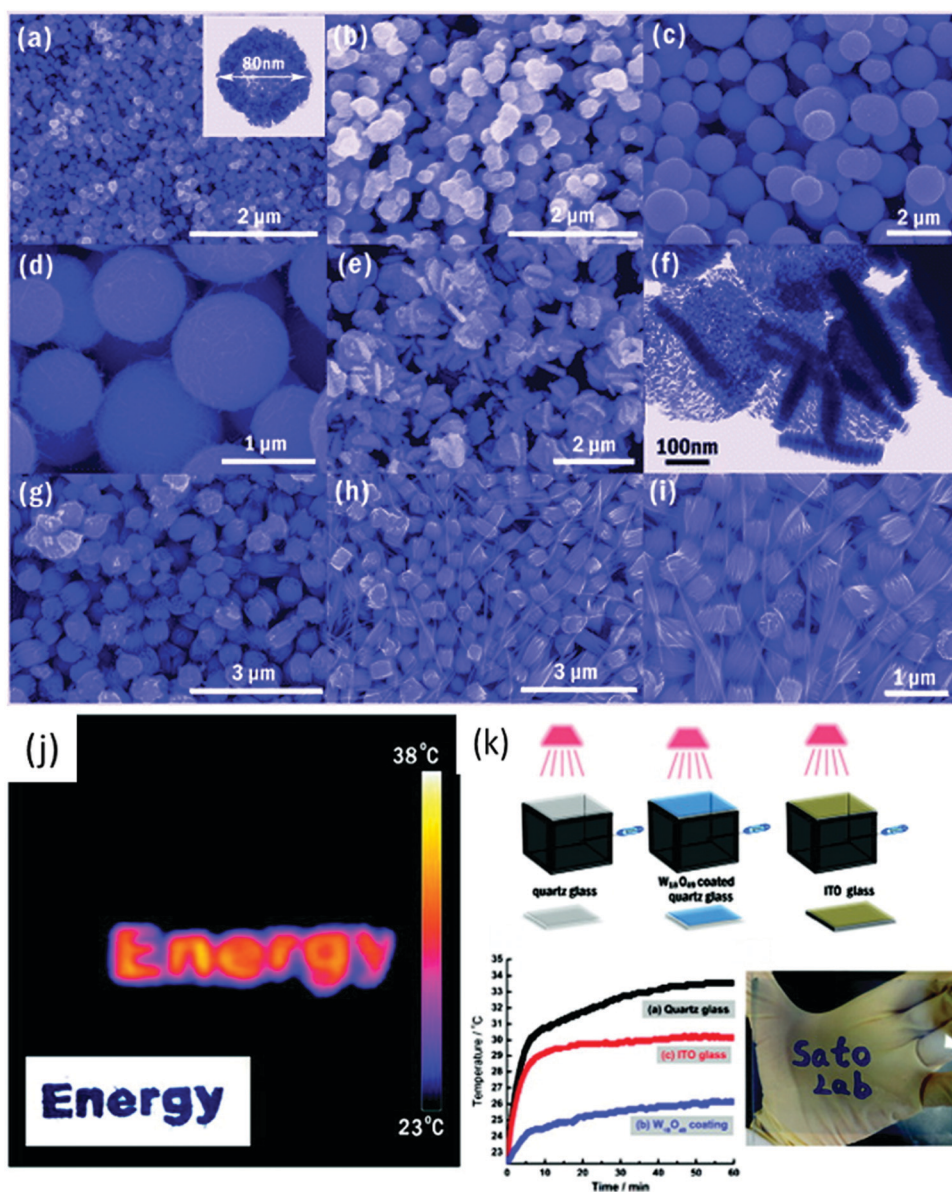 (a)
80nm
2 μm
(b)
2 μm
(c)
2 μm
(d)
1 μm
(e)
2 μm
(f)
100nm
(g)
3 μm
(h)
3 μm
(i)
1 μm
(j)
38°C
Energy
Energy
23°C
(k)
quartz glass
W₁₈O₄₉ coated
quartz glass
ITO glass
Temperature / °C
35
34
33
32
31
30
29
28
27
26
25
24
23
(a) Quartz glass
(c) ITO glass
(b) W₁₈O₄₉ coating
0 10 20 30 40 50 60
Time / min
Sato
Lab